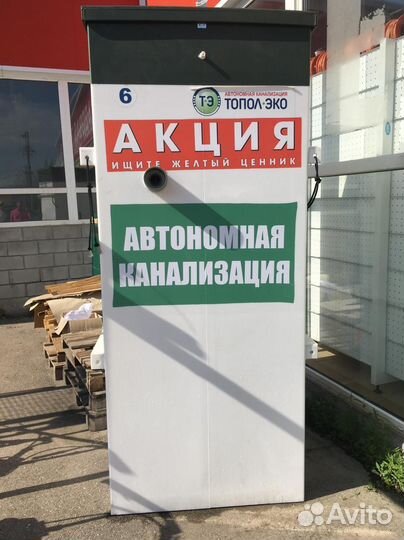 6
ТЭ
АВТОНОМНАЯ КАНАЛИЗАЦИЯ
ТОПОЛ-ЭКО
АКЦИЯ
ИЩИТЕ ЖЕЛТЫЙ ЦЕННИК
АВТОНОМНАЯ
КАНАЛИЗАЦИЯ
Avito